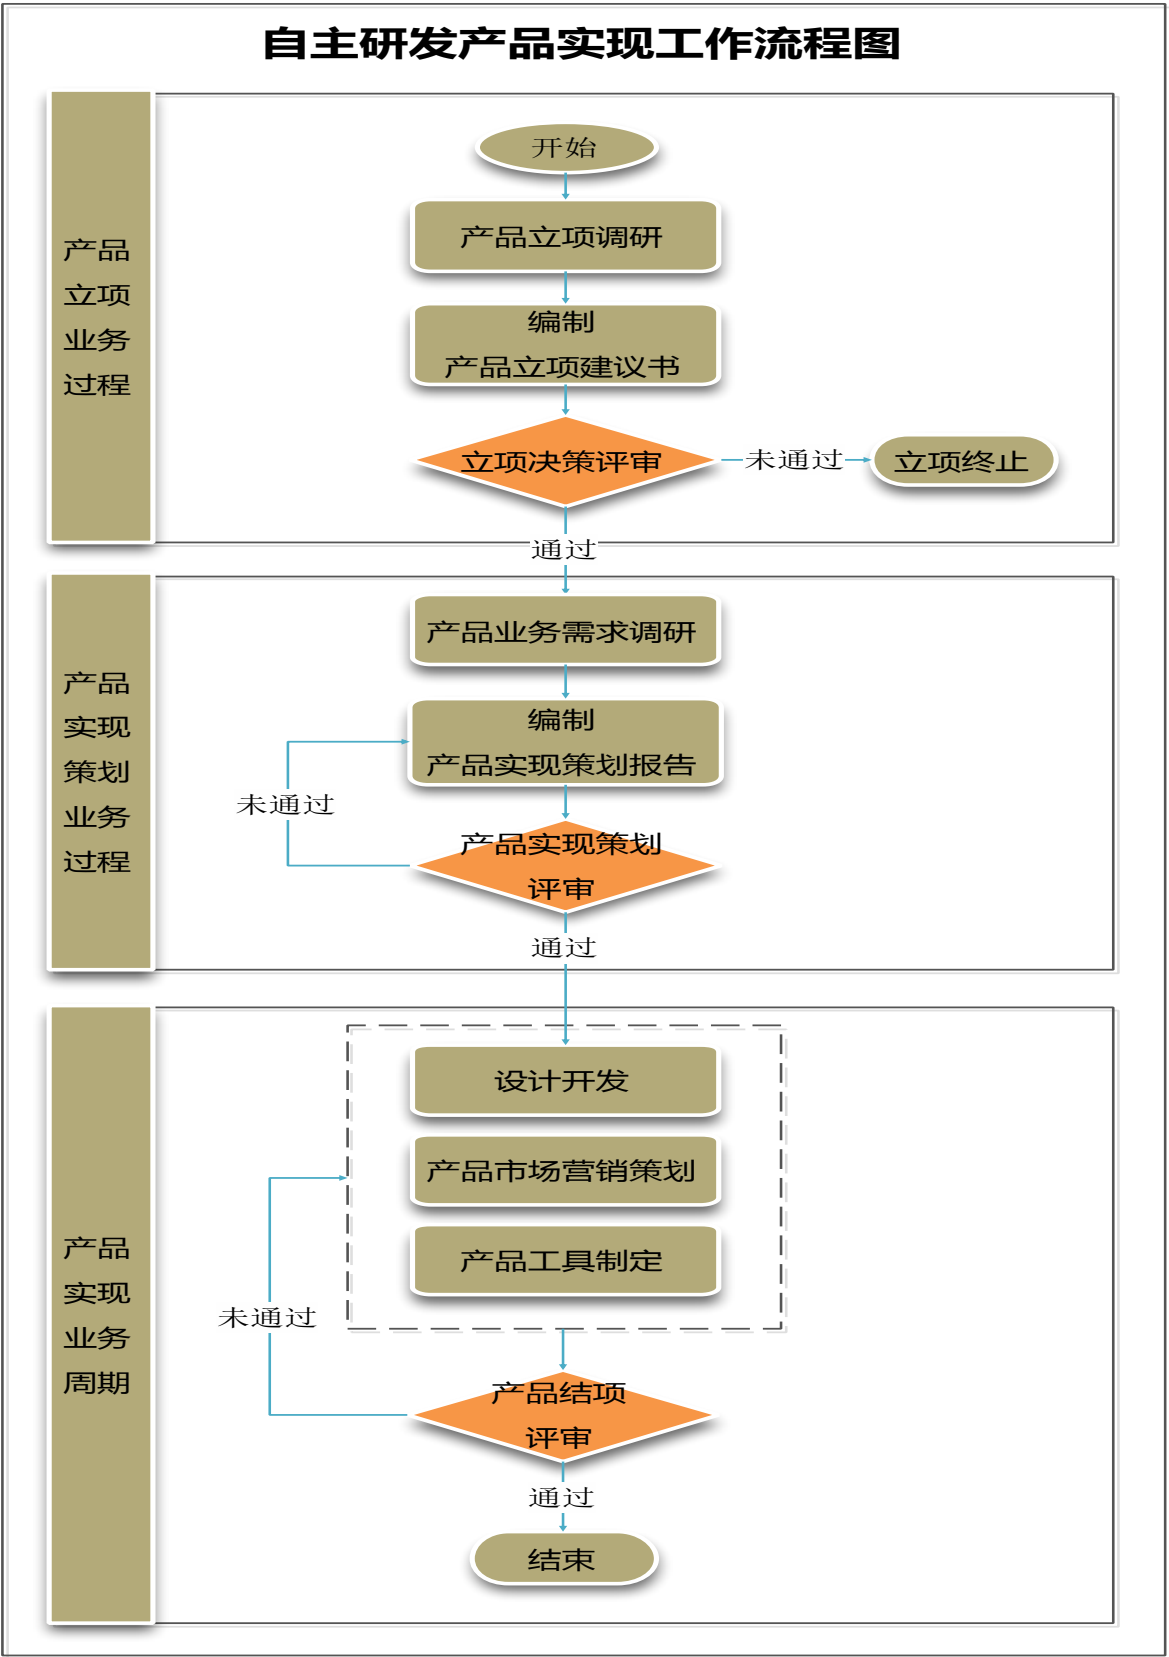 自主研发产品实现工作流程图
产品
立项
业务
过程
开始
产品立项调研
编制
产品立项建议书
立项决策评审
未通过
立项终止
通过
产品
实现
策划
业务
过程
产品业务需求调研
编制
产品实现策划报告
未通过
产品实现策划
评审
通过
产品
实现
业务
周期
设计开发
产品市场营销策划
产品工具制定
未通过
产品结项
评审
通过
结束